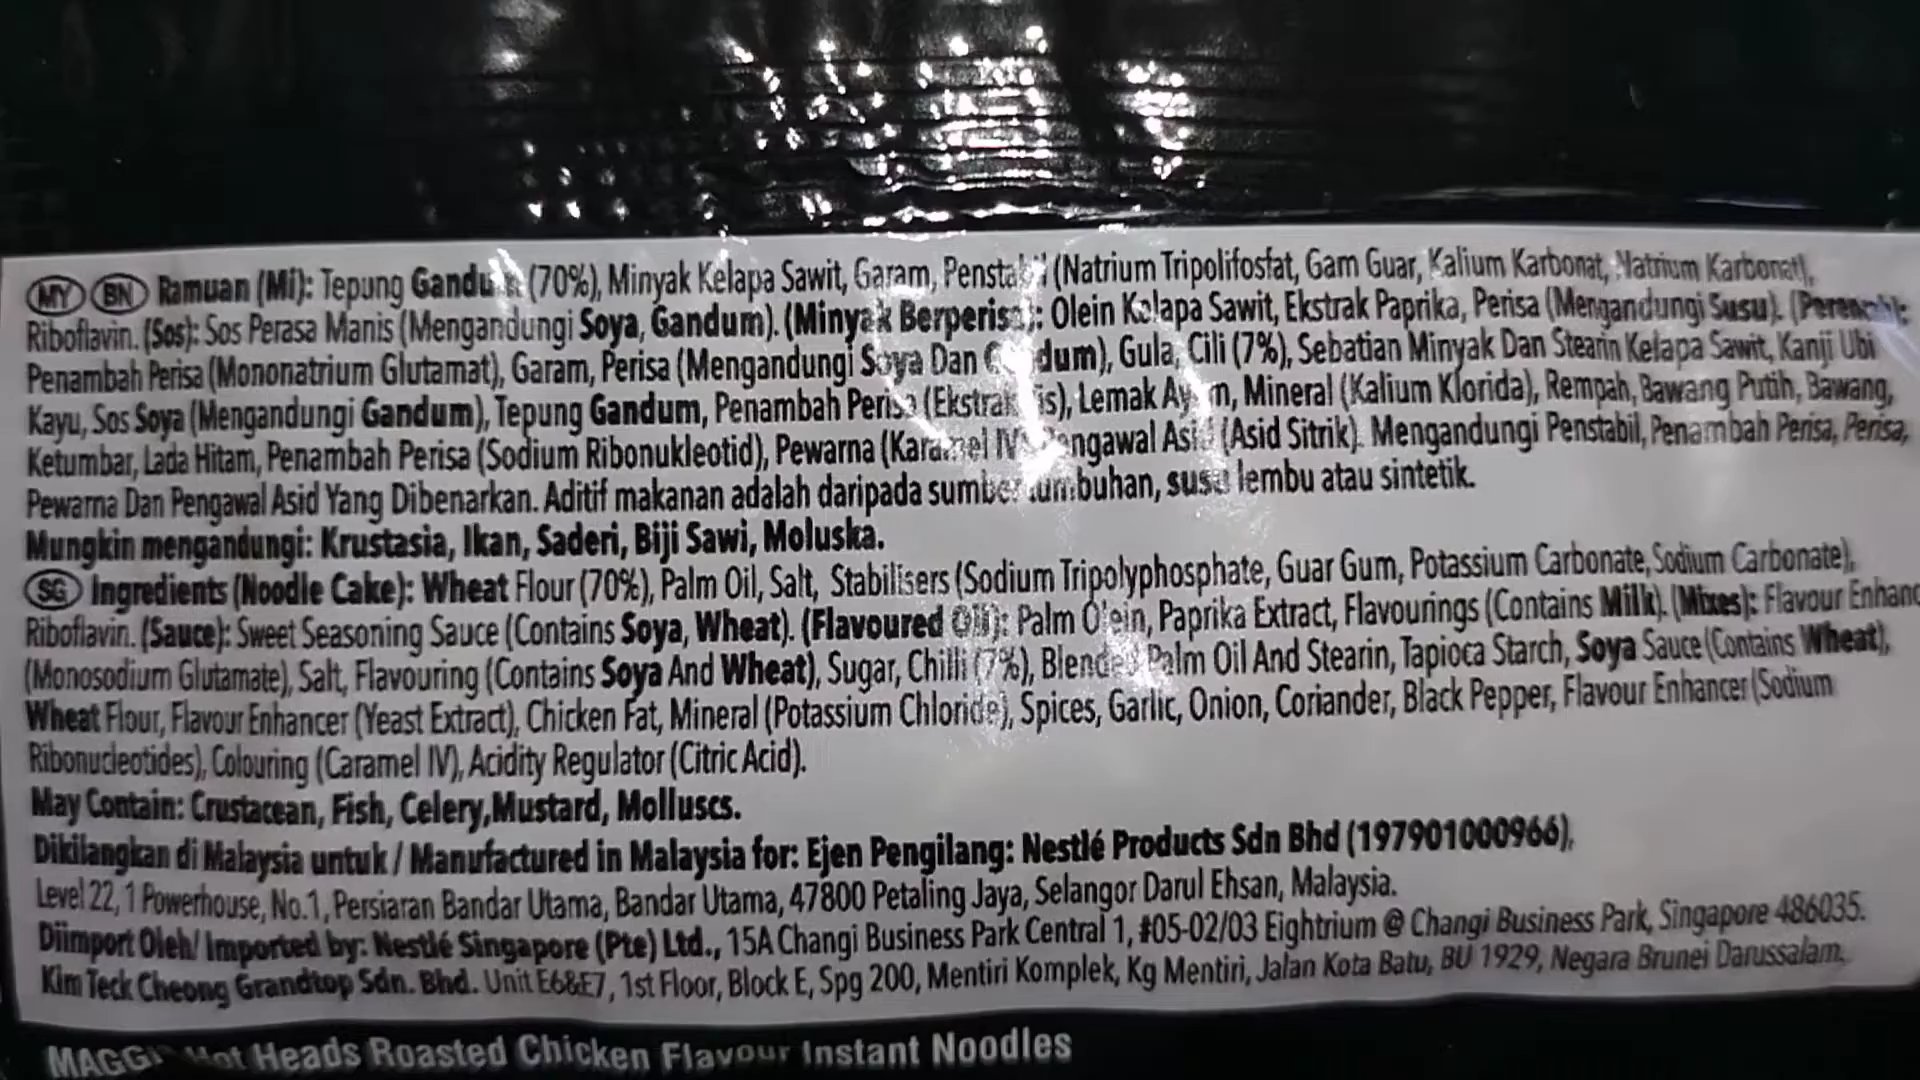 MY BN Ramuan (Mi): Tepung Gandum (70%), Minyak Kelapa Sawit, Garam, Penstabil (Natrium Tripolifosfat, Gam Guar, Kalium Karbonat, Natrium Karbonat),
Riboflavin. (Sos): Sos Perasa Manis (Mengandungi Soya, Gandum). (Minyak Berperisa): Olein Kelapa Sawit, Ekstrak Paprika, Perisa (Mengandungi Susu). (Perencah):
Penambah Perisa (Mononatrium Glutamat), Garam, Perisa (Mengandungi Soya Dan Gandum), Gula, Cili (7%), Sebatian Minyak Dan Stearin Kelapa Sawit, Kanji Ubi
Kayu, Sos Soya (Mengandungi Gandum), Tepung Gandum, Penambah Perisa (Ekstrak Yis), Lemak Ayam, Mineral (Kalium Klorida), Rempah, Bawang Putih, Bawang,
Ketumbar, Lada Hitam, Penambah Perisa (Sodium Ribonukleotid), Pewarna (Karamel IV), Pengawal Asid (Asid Sitrik). Mengandungi Penstabil, Penambah Perisa, Perisa,
Pewarna Dan Pengawal Asid Yang Dibenarkan. Aditif makanan adalah daripada sumber tumbuhan, susu lembu atau sintetik.
Mungkin mengandungi: Krustasia, Ikan, Saderi, Biji Sawi, Moluska.
SG Ingredients (Noodle Cake): Wheat Flour (70%), Palm Oil, Salt, Stabilisers (Sodium Tripolyphosphate, Guar Gum, Potassium Carbonate, Sodium Carbonate),
Riboflavin. (Sauce): Sweet Seasoning Sauce (Contains Soya, Wheat). (Flavoured Oil): Palm Olein, Paprika Extract, Flavourings (Contains Milk). (Mixes): Flavour Enhanc
(Monosodium Glutamate), Salt, Flavouring (Contains Soya And Wheat), Sugar, Chilli (7%), Blended Palm Oil And Stearin, Tapioca Starch, Soya Sauce (Contains Wheat),
Wheat Flour, Flavour Enhancer (Yeast Extract), Chicken Fat, Mineral (Potassium Chloride), Spices, Garlic, Onion, Coriander, Black Pepper, Flavour Enhancer (Sodium
Ribonucleotides), Colouring (Caramel IV), Acidity Regulator (Citric Acid).
May Contain: Crustacean, Fish, Celery,Mustard, Molluscs.
Dikilangkan di Malaysia untuk / Manufactured in Malaysia for: Ejen Pengilang: Nestlé Products Sdn Bhd (197901000966),
Level 22, 1 Powerhouse, No.1, Persiaran Bandar Utama, Bandar Utama, 47800 Petaling Jaya, Selangor Darul Ehsan, Malaysia.
Diimport Oleh/ Imported by: Nestlé Singapore (Pte) Ltd., 15A Changi Business Park Central 1, #05-02/03 Eightrium @ Changi Business Park, Singapore 486035.
Kim Teck Cheong Grandtop Sdn. Bhd. Unit E6&E7, 1st Floor, Block E, Spg 200, Mentiri Komplek, Kg Mentiri, Jalan Kota Batu, BU 1929, Negara Brunei Darussalam.
MAGGI Hot Heads Roasted Chicken Flavour Instant Noodles